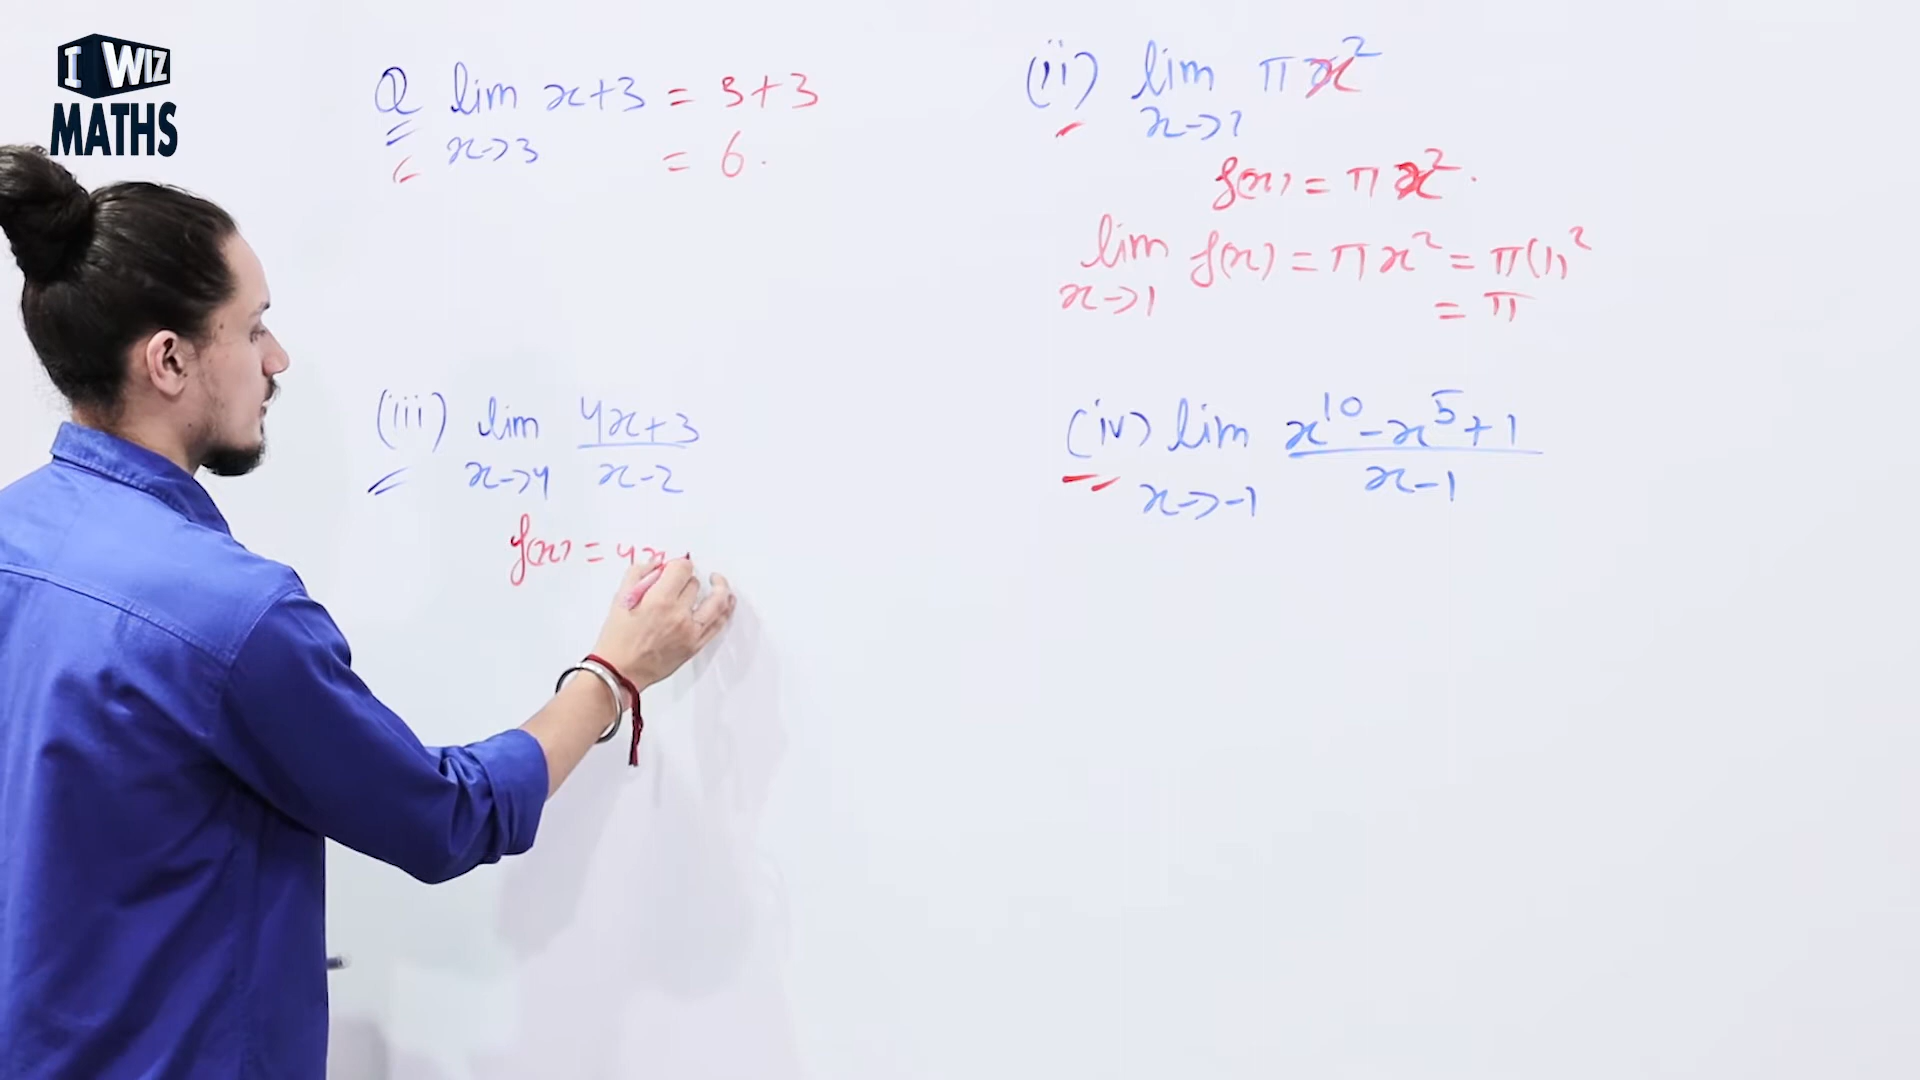 I WIZ
MATHS
Q lim x+3 = 3+3
x→3 = 6.
(ii) lim πx²
x→1
f(x) = πx².
lim f(x) = πx² = π(1)²
x→1 = π
(iii) lim 4x+3
x→4 x-2
f(x) = 4x
(iv) lim x¹⁰-x⁵+1
x→-1 x-1